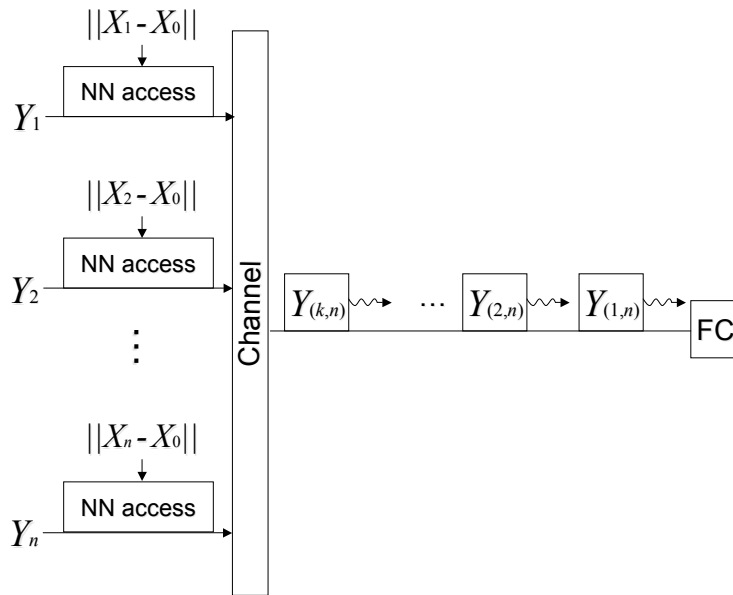 ||X₁ - X₀||
NN access
Y₁
||X₂ - X₀||
NN access
Y₂
⋮
||Xₙ - X₀||
NN access
Yₙ
Channel
Y₍ₖ,ₙ₎ ... Y₍₂,ₙ₎ Y₍₁,ₙ₎
FC